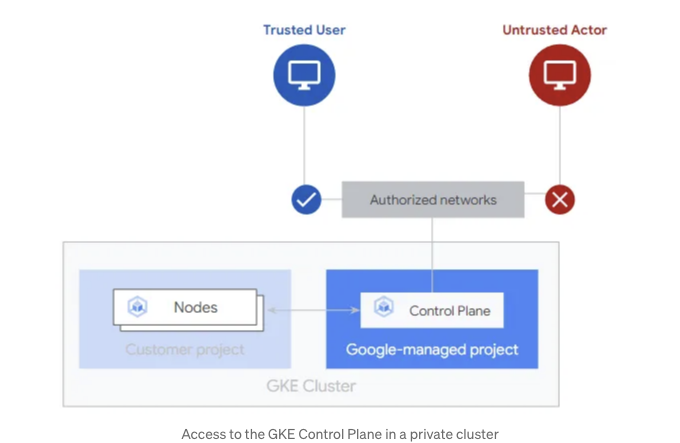 Trusted User
Untrusted Actor
Authorized networks
Nodes
Control Plane
Customer project
Google-managed project
GKE Cluster
Access to the GKE Control Plane in a private cluster